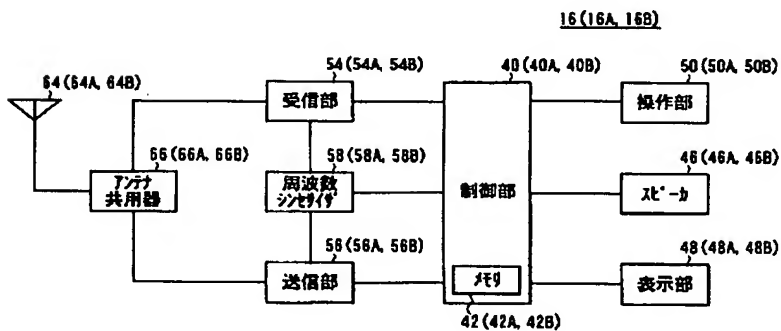 16 (16A, 16B)
64 (64A, 64B)
54 (54A, 54B)
受信部
40 (40A, 40B)
50 (50A, 50B)
操作部
66 (66A, 66B)
アンテナ
共用器
58 (58A, 58B)
周波数
シンセサイザ
制御部
46 (46A, 46B)
スピーカ
56 (56A, 56B)
送信部
メモリ
42 (42A, 42B)
48 (48A, 48B)
表示部